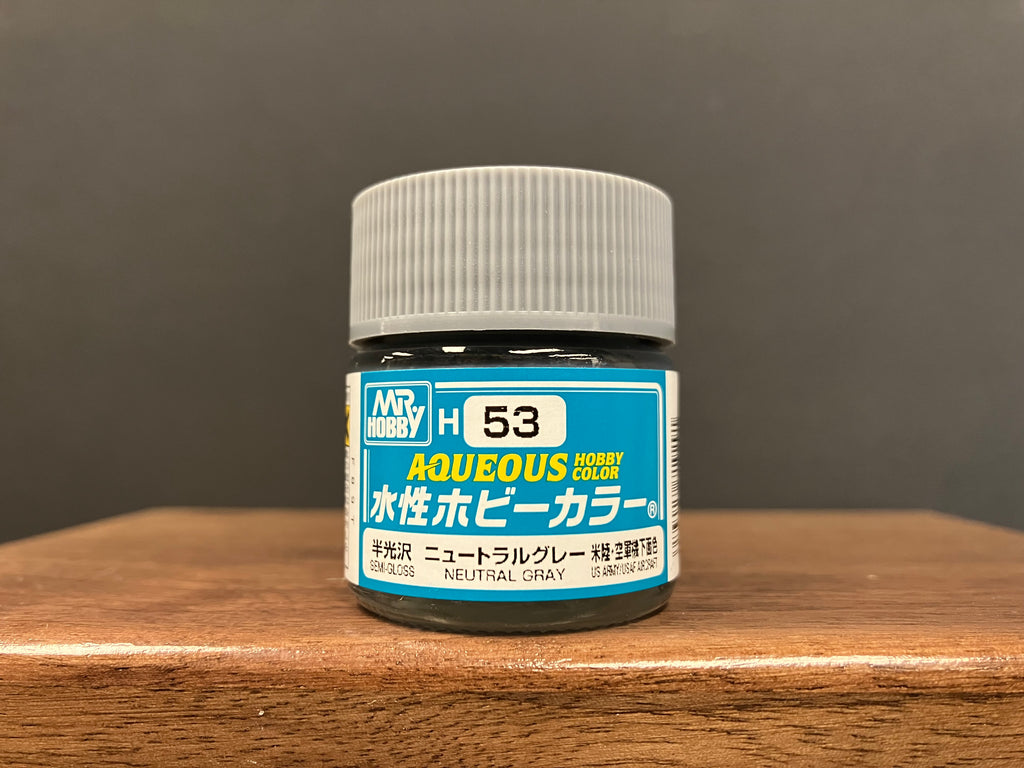 MR. HOBBY
H 53
AQUEOUS HOBBY COLOR
水性ホビーカラー®
半光沢 ニュートラルグレー 米陸・空軍機下面色
SEMI-GLOSS NEUTRAL GRAY US ARMY/USAF AIRCRAFT